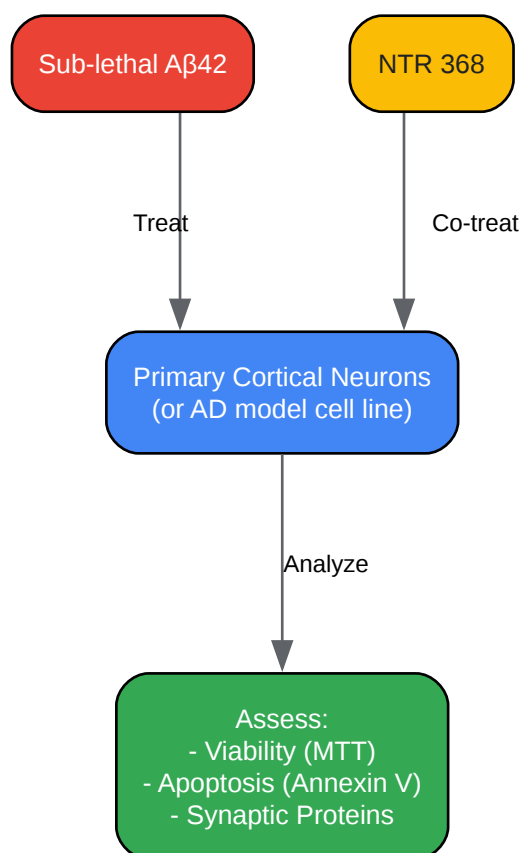 Sub-lethal Aβ42
NTR 368
Treat
Co-treat
Primary Cortical Neurons
(or AD model cell line)
Analyze
Assess:
- Viability (MTT)
- Apoptosis (Annexin V)
- Synaptic Proteins